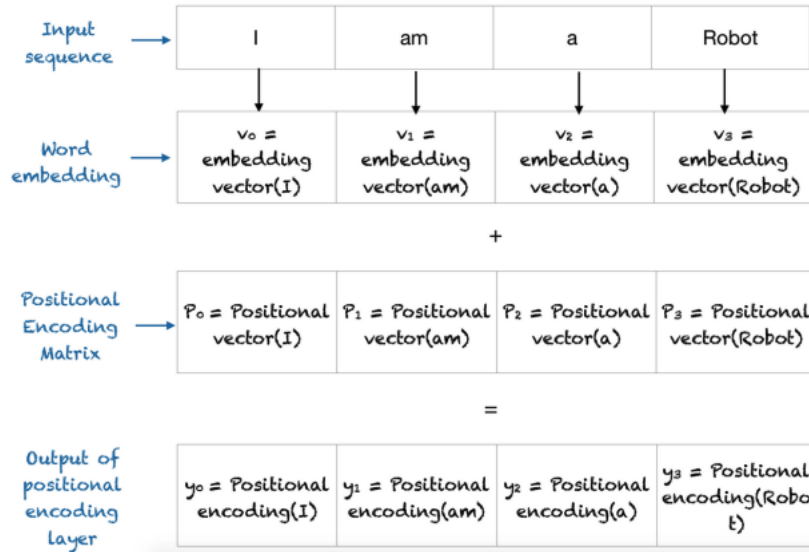 Input sequence
I am a Robot
Word embedding
v₀ = embedding vector(I)
v₁ = embedding vector(am)
v₂ = embedding vector(a)
v₃ = embedding vector(Robot)
+
Positional Encoding Matrix
P₀ = Positional vector(I)
P₁ = Positional vector(am)
P₂ = Positional vector(a)
P₃ = Positional vector(Robot)
=
Output of positional encoding layer
y₀ = Positional encoding(I)
y₁ = Positional encoding(am)
y₂ = Positional encoding(a)
y₃ = Positional encoding(Robot)